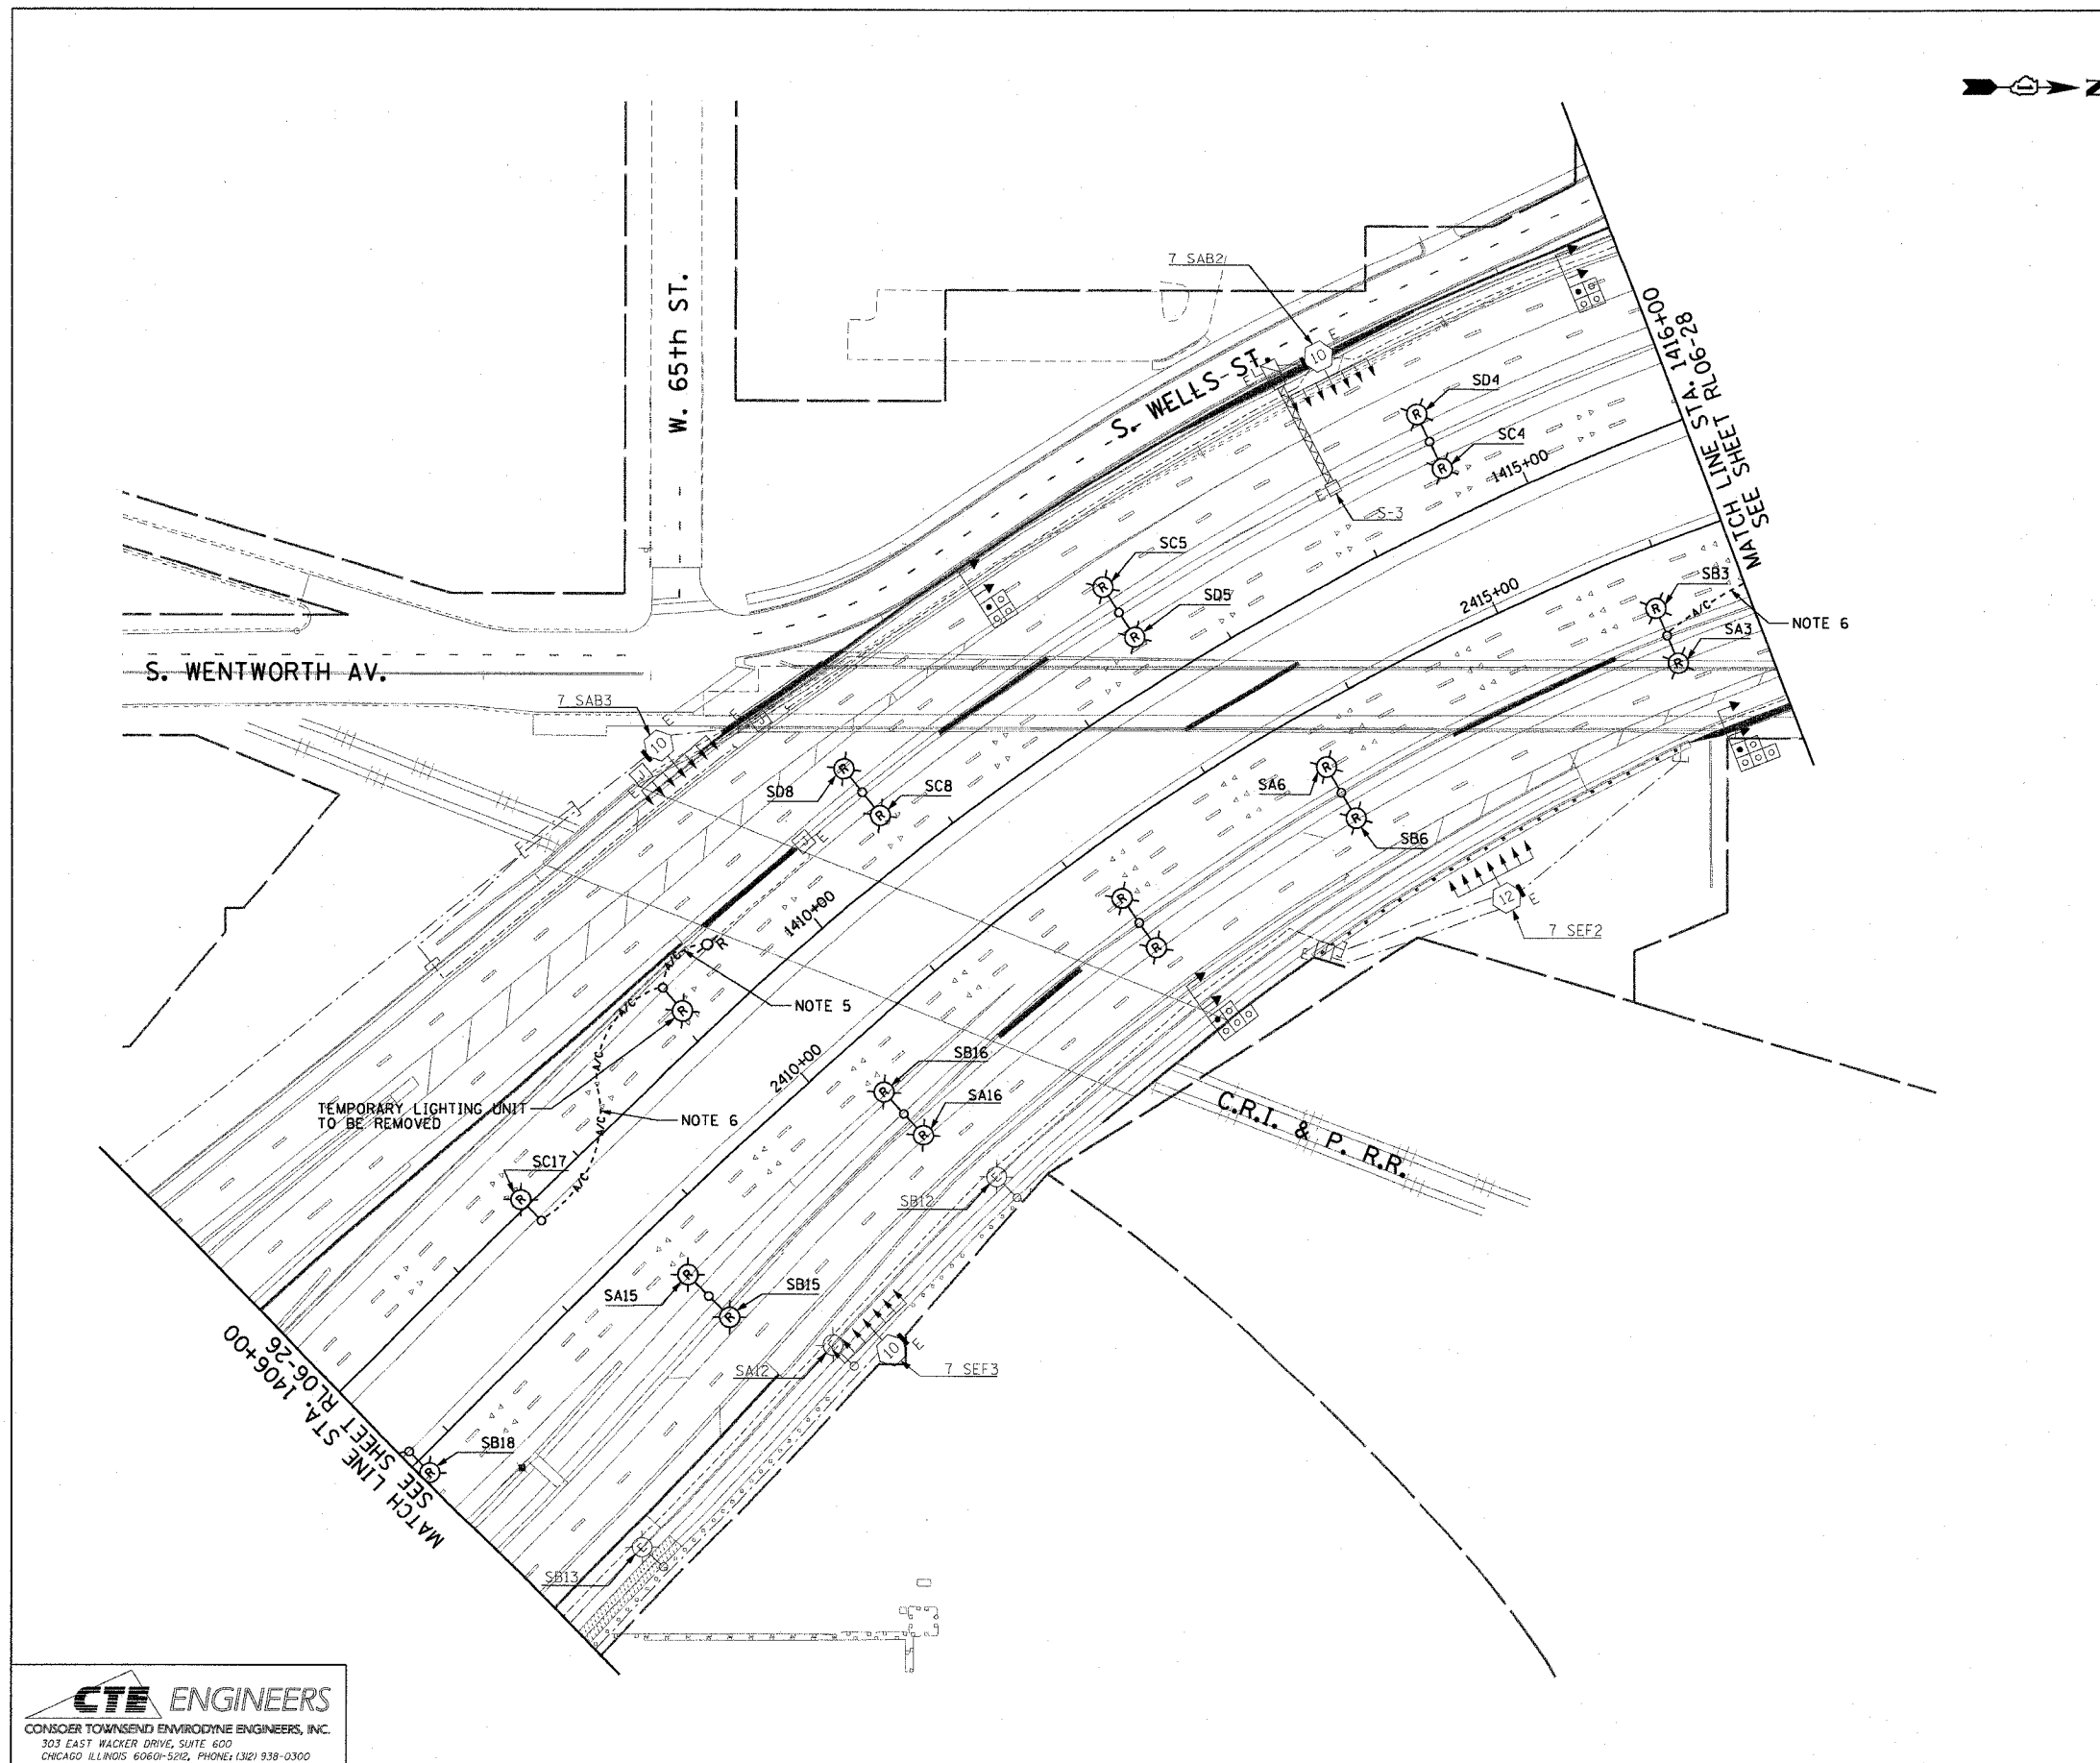 N
7 SAB2
W. 65th ST.
MATCH LINE STA. 1416+00
SEE SHEET RL06-28
S. WELLS ST.
E
10
E
SD4
SC4
1415+00
E
S-3
SC5
SD5
2415+00
SB3
A/C
NOTE 6
SA3
S. WENTWORTH AV.
7 SAB3
E
E
10
J
J
E
SD8
SC8
SA6
SB6
J
E
1410+00
12
E
7 SEF2
R
A/C
NOTE 5
A/C
A/C
2410+00
SB16
SA16
TEMPORARY LIGHTING UNIT
TO BE REMOVED
NOTE 6
A/C
C.R.I. & P. R.R.
SC17
A/C
SB12
SA15
SB15
SA12
10
E
7 SEF3
MATCH LINE STA. 1406+00
SEE SHEET RL06-26
SB18
SB13
CTE ENGINEERS
CONSOER TOWNSEND ENVIRODYNE ENGINEERS, INC.
303 EAST WACKER DRIVE, SUITE 600
CHICAGO ILLINOIS 60601-5212, PHONE: (312) 938-0300